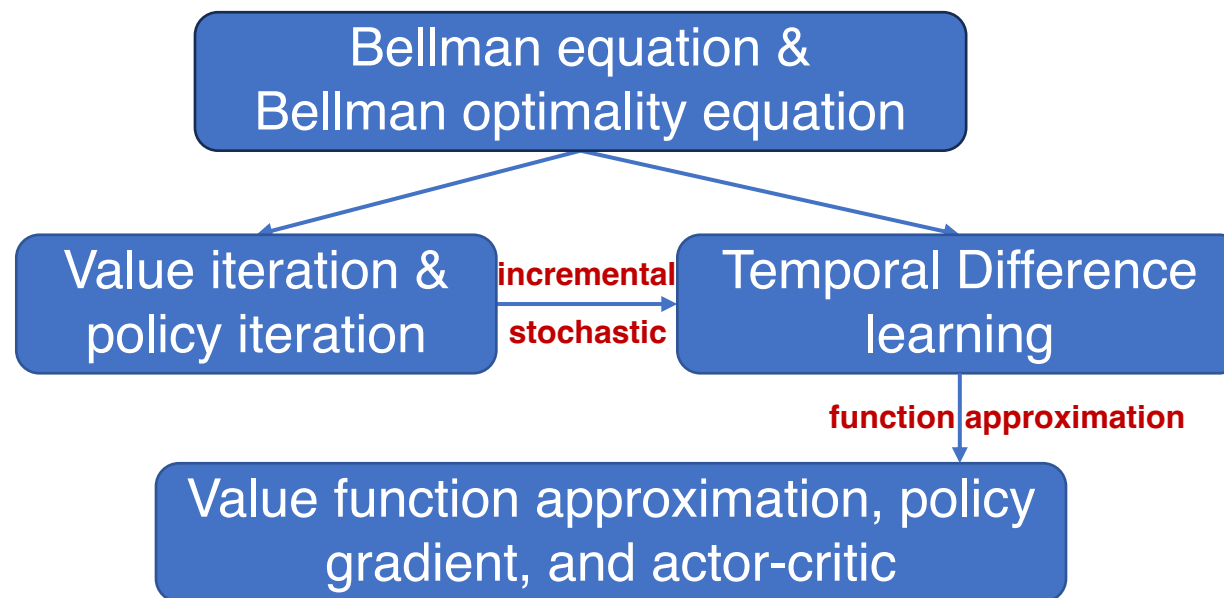 Bellman equation &
Bellman optimality equation
Value iteration &
policy iteration
incremental
stochastic
Temporal Difference
learning
function approximation
Value function approximation, policy
gradient, and actor-critic